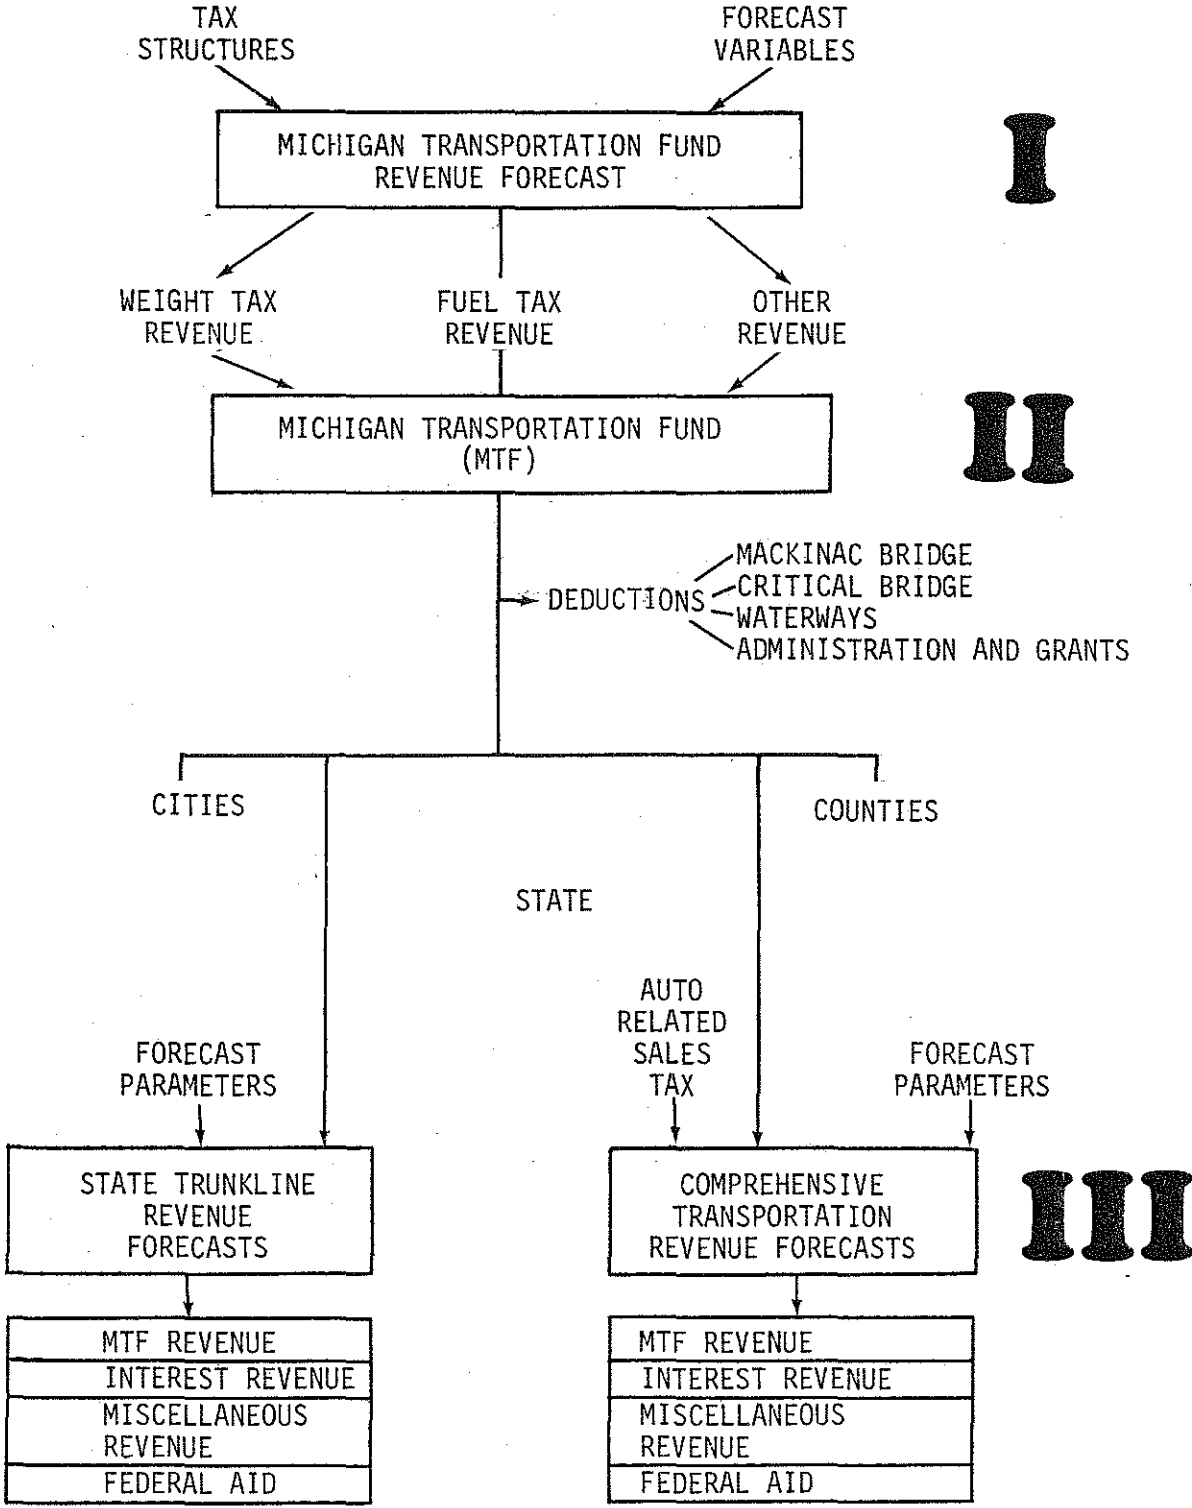 TAX
STRUCTURES
FORECAST
VARIABLES
MICHIGAN TRANSPORTATION FUND
REVENUE FORECAST
I
WEIGHT TAX
REVENUE
FUEL TAX
REVENUE
OTHER
REVENUE
MICHIGAN TRANSPORTATION FUND
(MTF)
II
DEDUCTIONS
MACKINAC BRIDGE
CRITICAL BRIDGE
WATERWAYS
ADMINISTRATION AND GRANTS
CITIES
COUNTIES
STATE
AUTO
RELATED
SALES
TAX
FORECAST
PARAMETERS
FORECAST
PARAMETERS
STATE TRUNKLINE
REVENUE
FORECASTS
COMPREHENSIVE
TRANSPORTATION
REVENUE FORECASTS
III
MTF REVENUE
INTEREST REVENUE
MISCELLANEOUS
REVENUE
FEDERAL AID
MTF REVENUE
INTEREST REVENUE
MISCELLANEOUS
REVENUE
FEDERAL AID